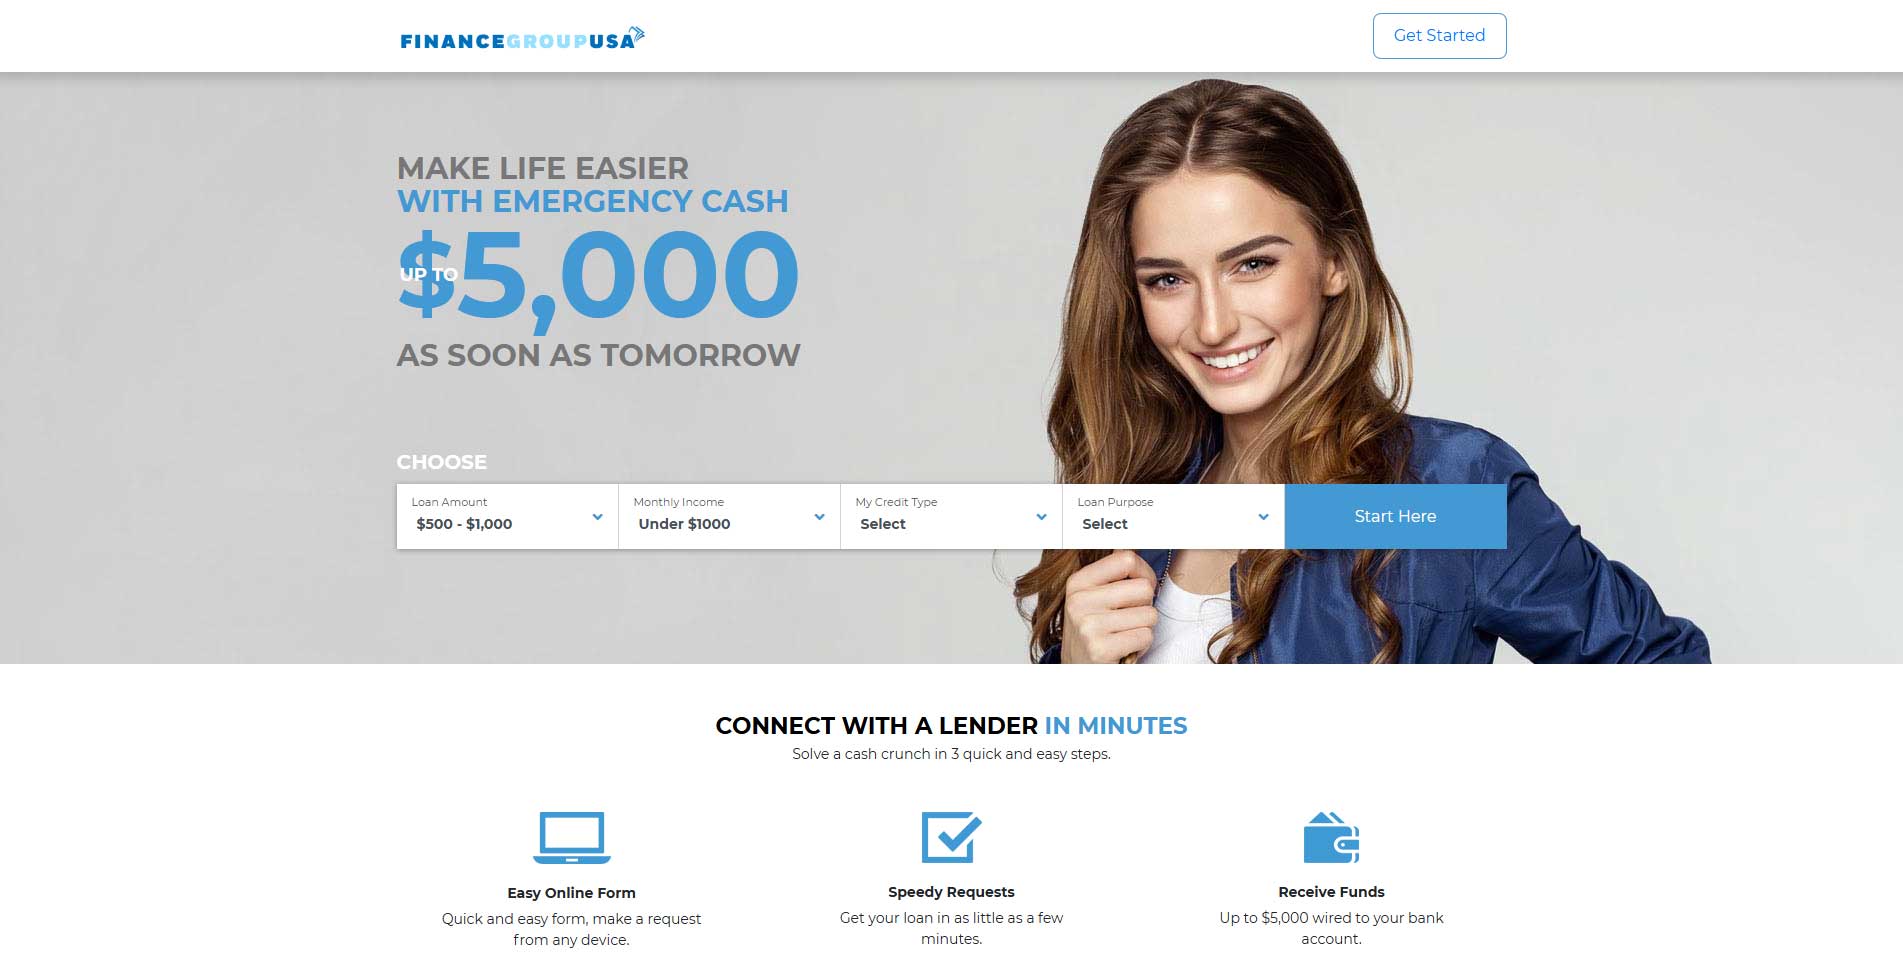 FINANCEGROUPUSA
Get Started
MAKE LIFE EASIER
WITH EMERGENCY CASH
UP TO
$5,000
AS SOON AS TOMORROW
CHOOSE
Loan Amount
$500 - $1,000
Monthly Income
Under $1000
My Credit Type
Select
Loan Purpose
Select
Start Here
CONNECT WITH A LENDER IN MINUTES
Solve a cash crunch in 3 quick and easy steps.
Easy Online Form
Quick and easy form, make a request
from any device.
Speedy Requests
Get your loan in as little as a few
minutes.
Receive Funds
Up to $5,000 wired to your bank
account.